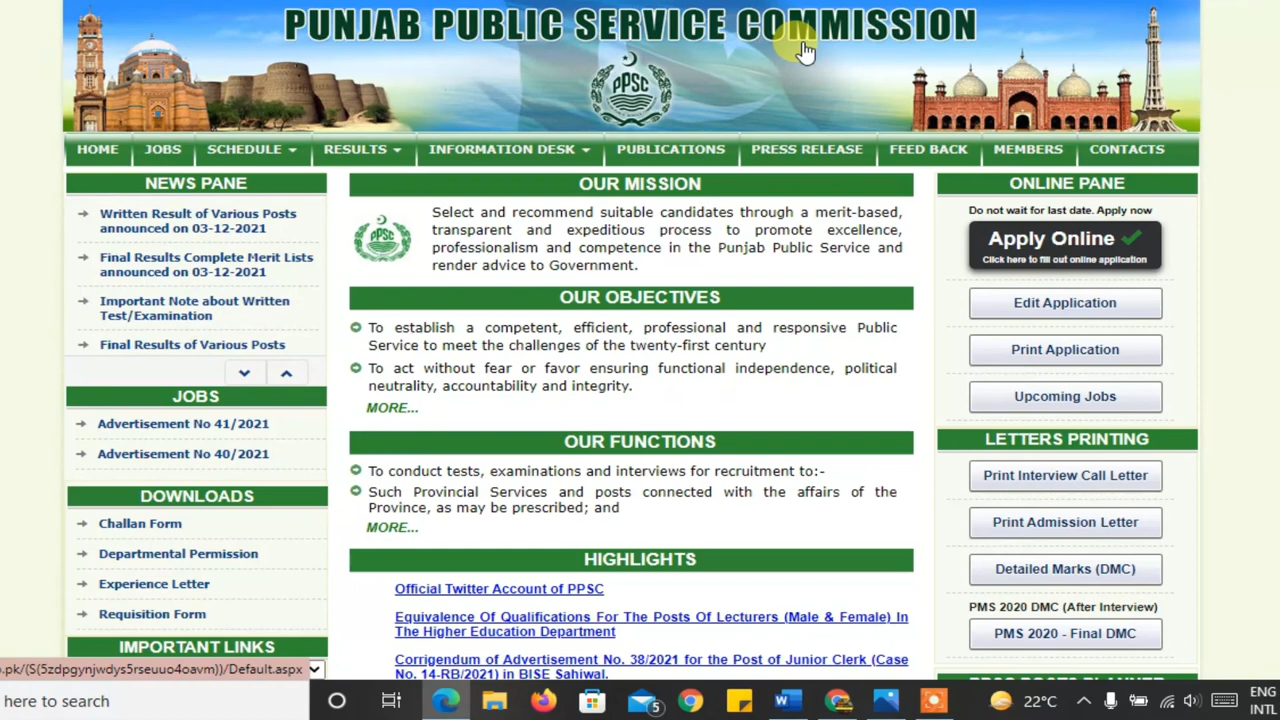 PUNJAB PUBLIC SERVICE COMMISSION
PPSC
HOME
JOBS
SCHEDULE
RESULTS
INFORMATION DESK
PUBLICATIONS
PRESS RELEASE
FEED BACK
MEMBERS
CONTACTS
NEWS PANE
Written Result of Various Posts
announced on 03-12-2021
Final Results Complete Merit Lists
announced on 03-12-2021
Important Note about Written
Test/Examination
Final Results of Various Posts
JOBS
Advertisement No 41/2021
Advertisement No 40/2021
DOWNLOADS
Challan Form
Departmental Permission
Experience Letter
Requisition Form
IMPORTANT LINKS
OUR MISSION
PPSC
Select and recommend suitable candidates through a merit-based,
transparent and expeditious process to promote excellence,
professionalism and competence in the Punjab Public Service and
render advice to Government.
OUR OBJECTIVES
To establish a competent, efficient, professional and responsive Public
Service to meet the challenges of the twenty-first century
To act without fear or favor ensuring functional independence, political
neutrality, accountability and integrity.
MORE...
OUR FUNCTIONS
To conduct tests, examinations and interviews for recruitment to:-
Such Provincial Services and posts connected with the affairs of the
Province, as may be prescribed; and
MORE...
HIGHLIGHTS
Official Twitter Account of PPSC
Equivalence Of Qualifications For The Posts Of Lecturers (Male & Female) In
The Higher Education Department
Corrigendum of Advertisement No. 38/2021 for the Post of Junior Clerk (Case
No. 14-RB/2021) in BISE Sahiwal.
ONLINE PANE
Do not wait for last date. Apply now
Apply Online
Click here to fill out online application
Edit Application
Print Application
Upcoming Jobs
LETTERS PRINTING
Print Interview Call Letter
Print Admission Letter
Detailed Marks (DMC)
PMS 2020 DMC (After Interview)
PMS 2020 - Final DMC
.pk/(S(5zdpgynjwdys5rseuuo4oavm))/Default.aspx
here to search
5
22°C
ENG
INTL